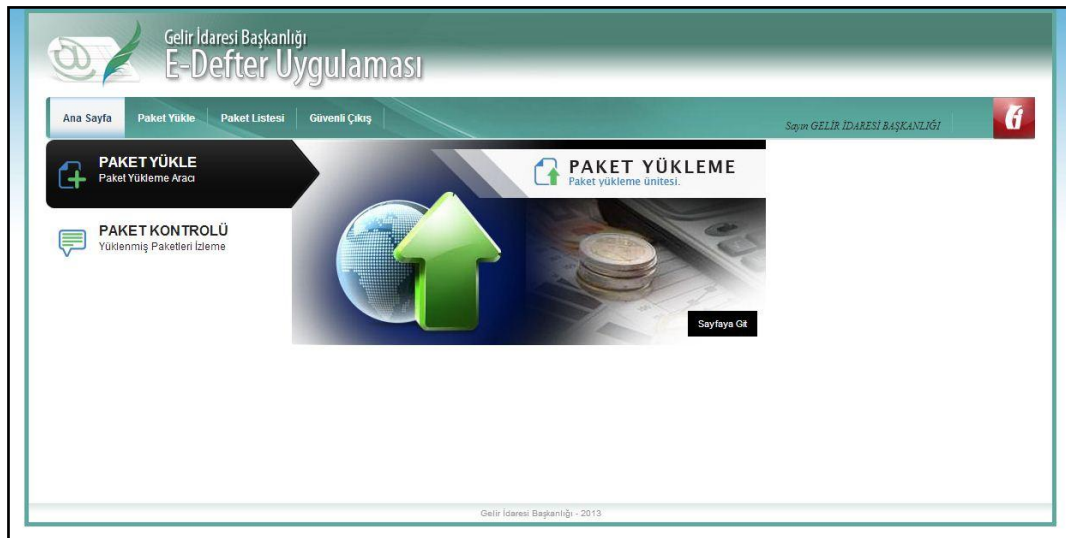 Gelir İdaresi Başkanlığı
E-Defter Uygulaması
Ana Sayfa
Paket Yükle
Paket Listesi
Güvenli Çıkış
Sayın GELİR İDARESİ BAŞKANLIĞI
PAKET YÜKLE
Paket Yükleme Aracı
PAKET YÜKLEME
Paket yükleme ünitesi.
PAKET KONTROLÜ
Yüklenmiş Paketleri İzleme
Sayfaya Git
Gelir İdaresi Başkanlığı - 2013